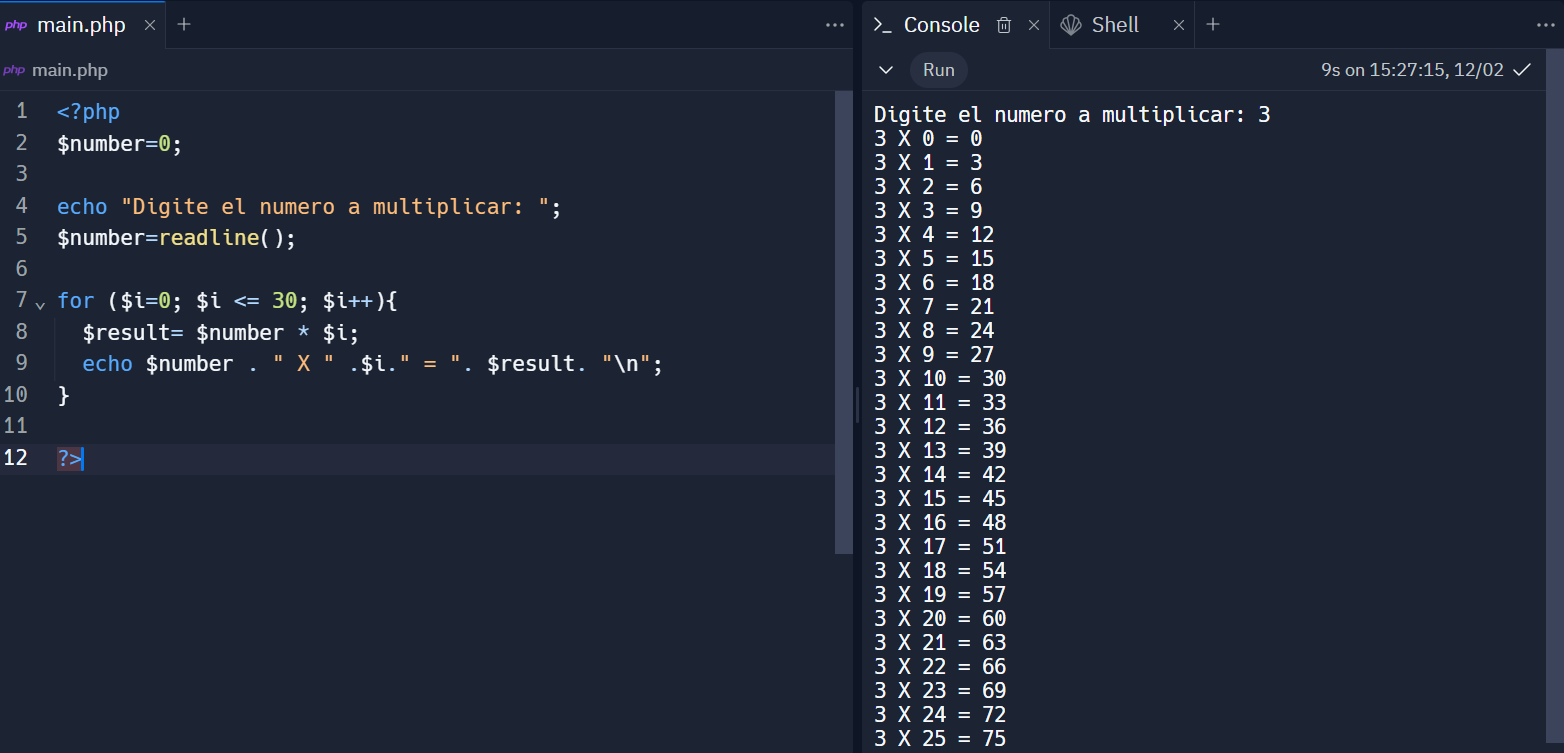 php main.php
php main.php
1 <?php
2 $number=0;
3
4 echo "Digite el numero a multiplicar: ";
5 $number=readline();
6
7 for ($i=0; $i <= 30; $i++){
8   $result= $number * $i;
9   echo $number . " X " .$i." = ". $result. "\n";
10 }
11
12 ?>
>_ Console Shell
Run 9s on 15:27:15, 12/02
Digite el numero a multiplicar: 3
3 X 0 = 0
3 X 1 = 3
3 X 2 = 6
3 X 3 = 9
3 X 4 = 12
3 X 5 = 15
3 X 6 = 18
3 X 7 = 21
3 X 8 = 24
3 X 9 = 27
3 X 10 = 30
3 X 11 = 33
3 X 12 = 36
3 X 13 = 39
3 X 14 = 42
3 X 15 = 45
3 X 16 = 48
3 X 17 = 51
3 X 18 = 54
3 X 19 = 57
3 X 20 = 60
3 X 21 = 63
3 X 22 = 66
3 X 23 = 69
3 X 24 = 72
3 X 25 = 75